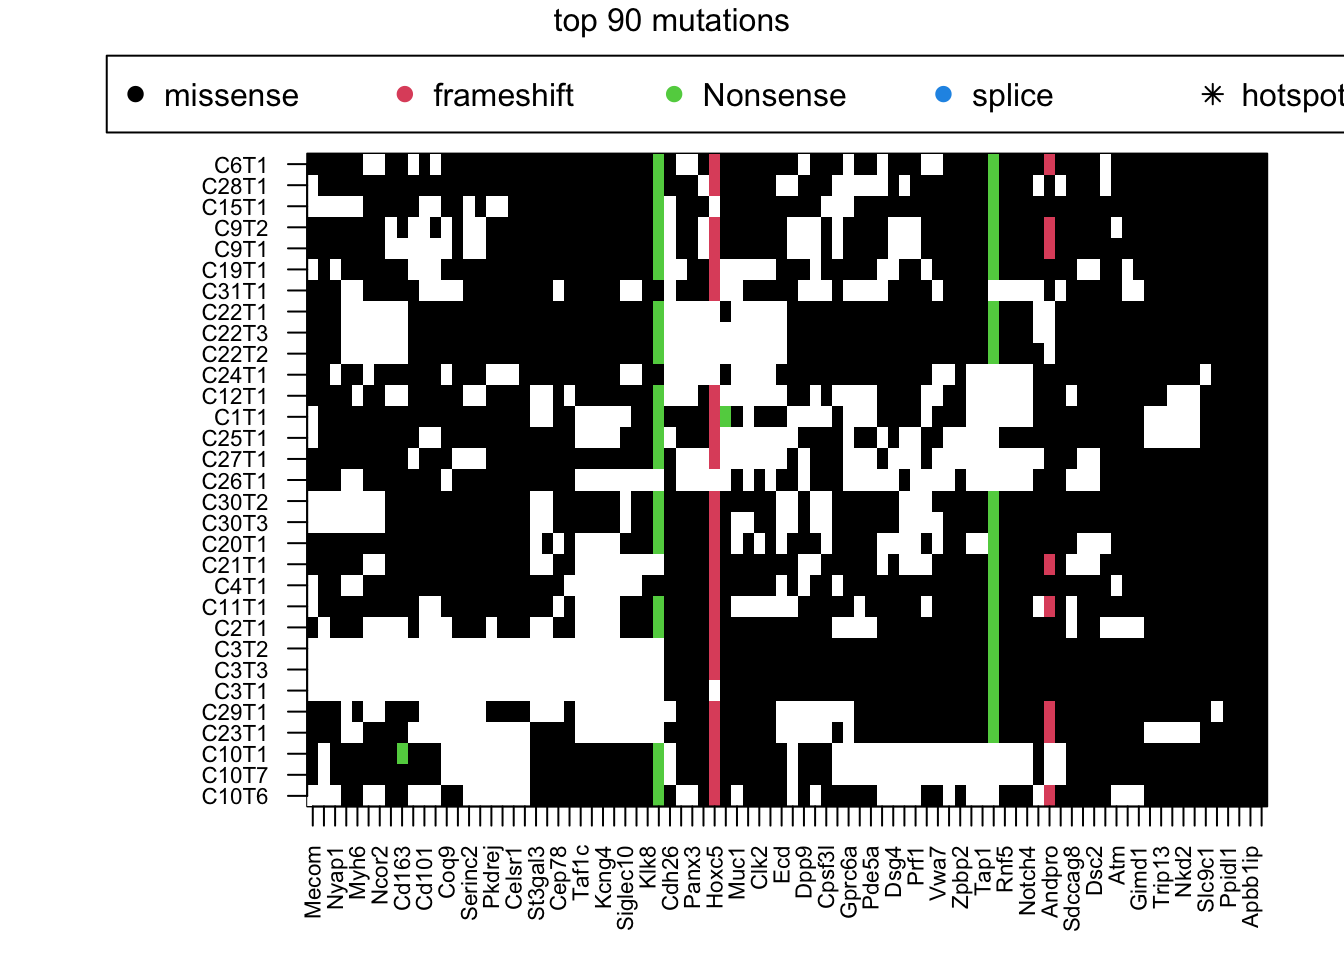 top 90 mutations
missense frameshift Nonsense splice hotspot
C6T1
C28T1
C15T1
C9T2
C9T1
C19T1
C31T1
C22T1
C22T3
C22T2
C24T1
C12T1
C1T1
C25T1
C27T1
C26T1
C30T2
C30T3
C20T1
C21T1
C4T1
C11T1
C2T1
C3T2
C3T3
C3T1
C29T1
C23T1
C10T1
C10T7
C10T6
Mecom
Nyap1
Myh6
Ncor2
Cd163
Cd101
Coq9
Serinc2
Pkdrej
Celsr1
St3gal3
Cep78
Taf1c
Kcng4
Siglec10
Klk8
Cdh26
Panx3
Hoxc5
Muc1
Clk2
Ecd
Dpp9
Cpsf3l
Gprc6a
Pde5a
Dsg4
Prf1
Vwa7
Zpbp2
Tap1
Rnf5
Notch4
Andpro
Sdccag8
Dsc2
Atm
Gimd1
Trip13
Nkd2
Slc9c1
Ppidl1
Apbb1ip